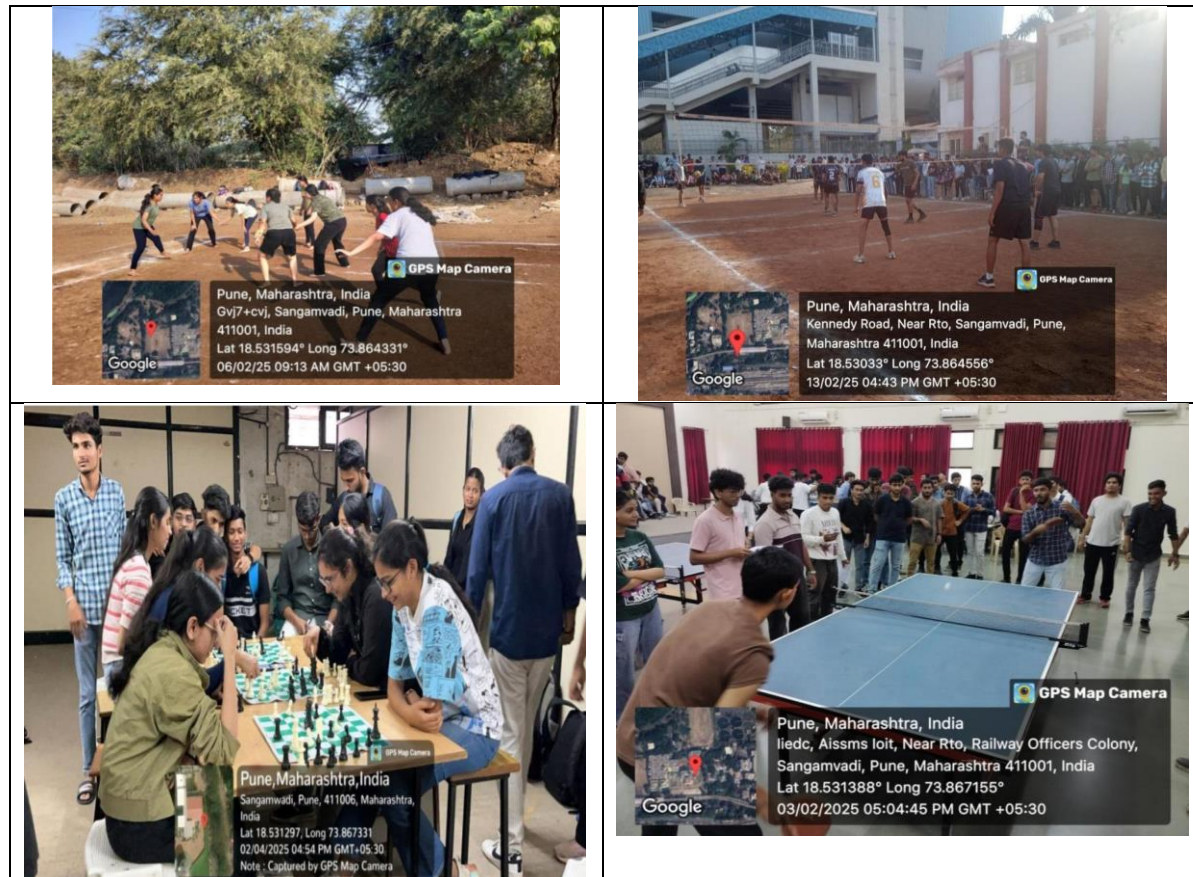 GPS Map Camera
Pune, Maharashtra, India
Gvj7+cvj, Sangamvadi, Pune, Maharashtra
411001, India
Lat 18.531594° Long 73.864331°
06/02/25 09:13 AM GMT +05:30
Google
GPS Map Camera
Pune, Maharashtra, India
Kennedy Road, Near Rto, Sangamvadi, Pune,
Maharashtra 411001, India
Lat 18.53033° Long 73.864556°
13/02/25 04:43 PM GMT +05:30
Google
6
GPS Map Camera
Pune,Maharashtra,India
Sangamwadi, Pune, 411006, Maharashtra,
India
Lat 18.531297, Long 73.867331
02/04/2025 04:54 PM GMT+05:30
Note : Captured by GPS Map Camera
GPS Map Camera
Pune, Maharashtra, India
Iiedc, Aissms Ioit, Near Rto, Railway Officers Colony,
Sangamvadi, Pune, Maharashtra 411001, India
Lat 18.531388° Long 73.867155°
03/02/2025 05:04:45 PM GMT +05:30
Google